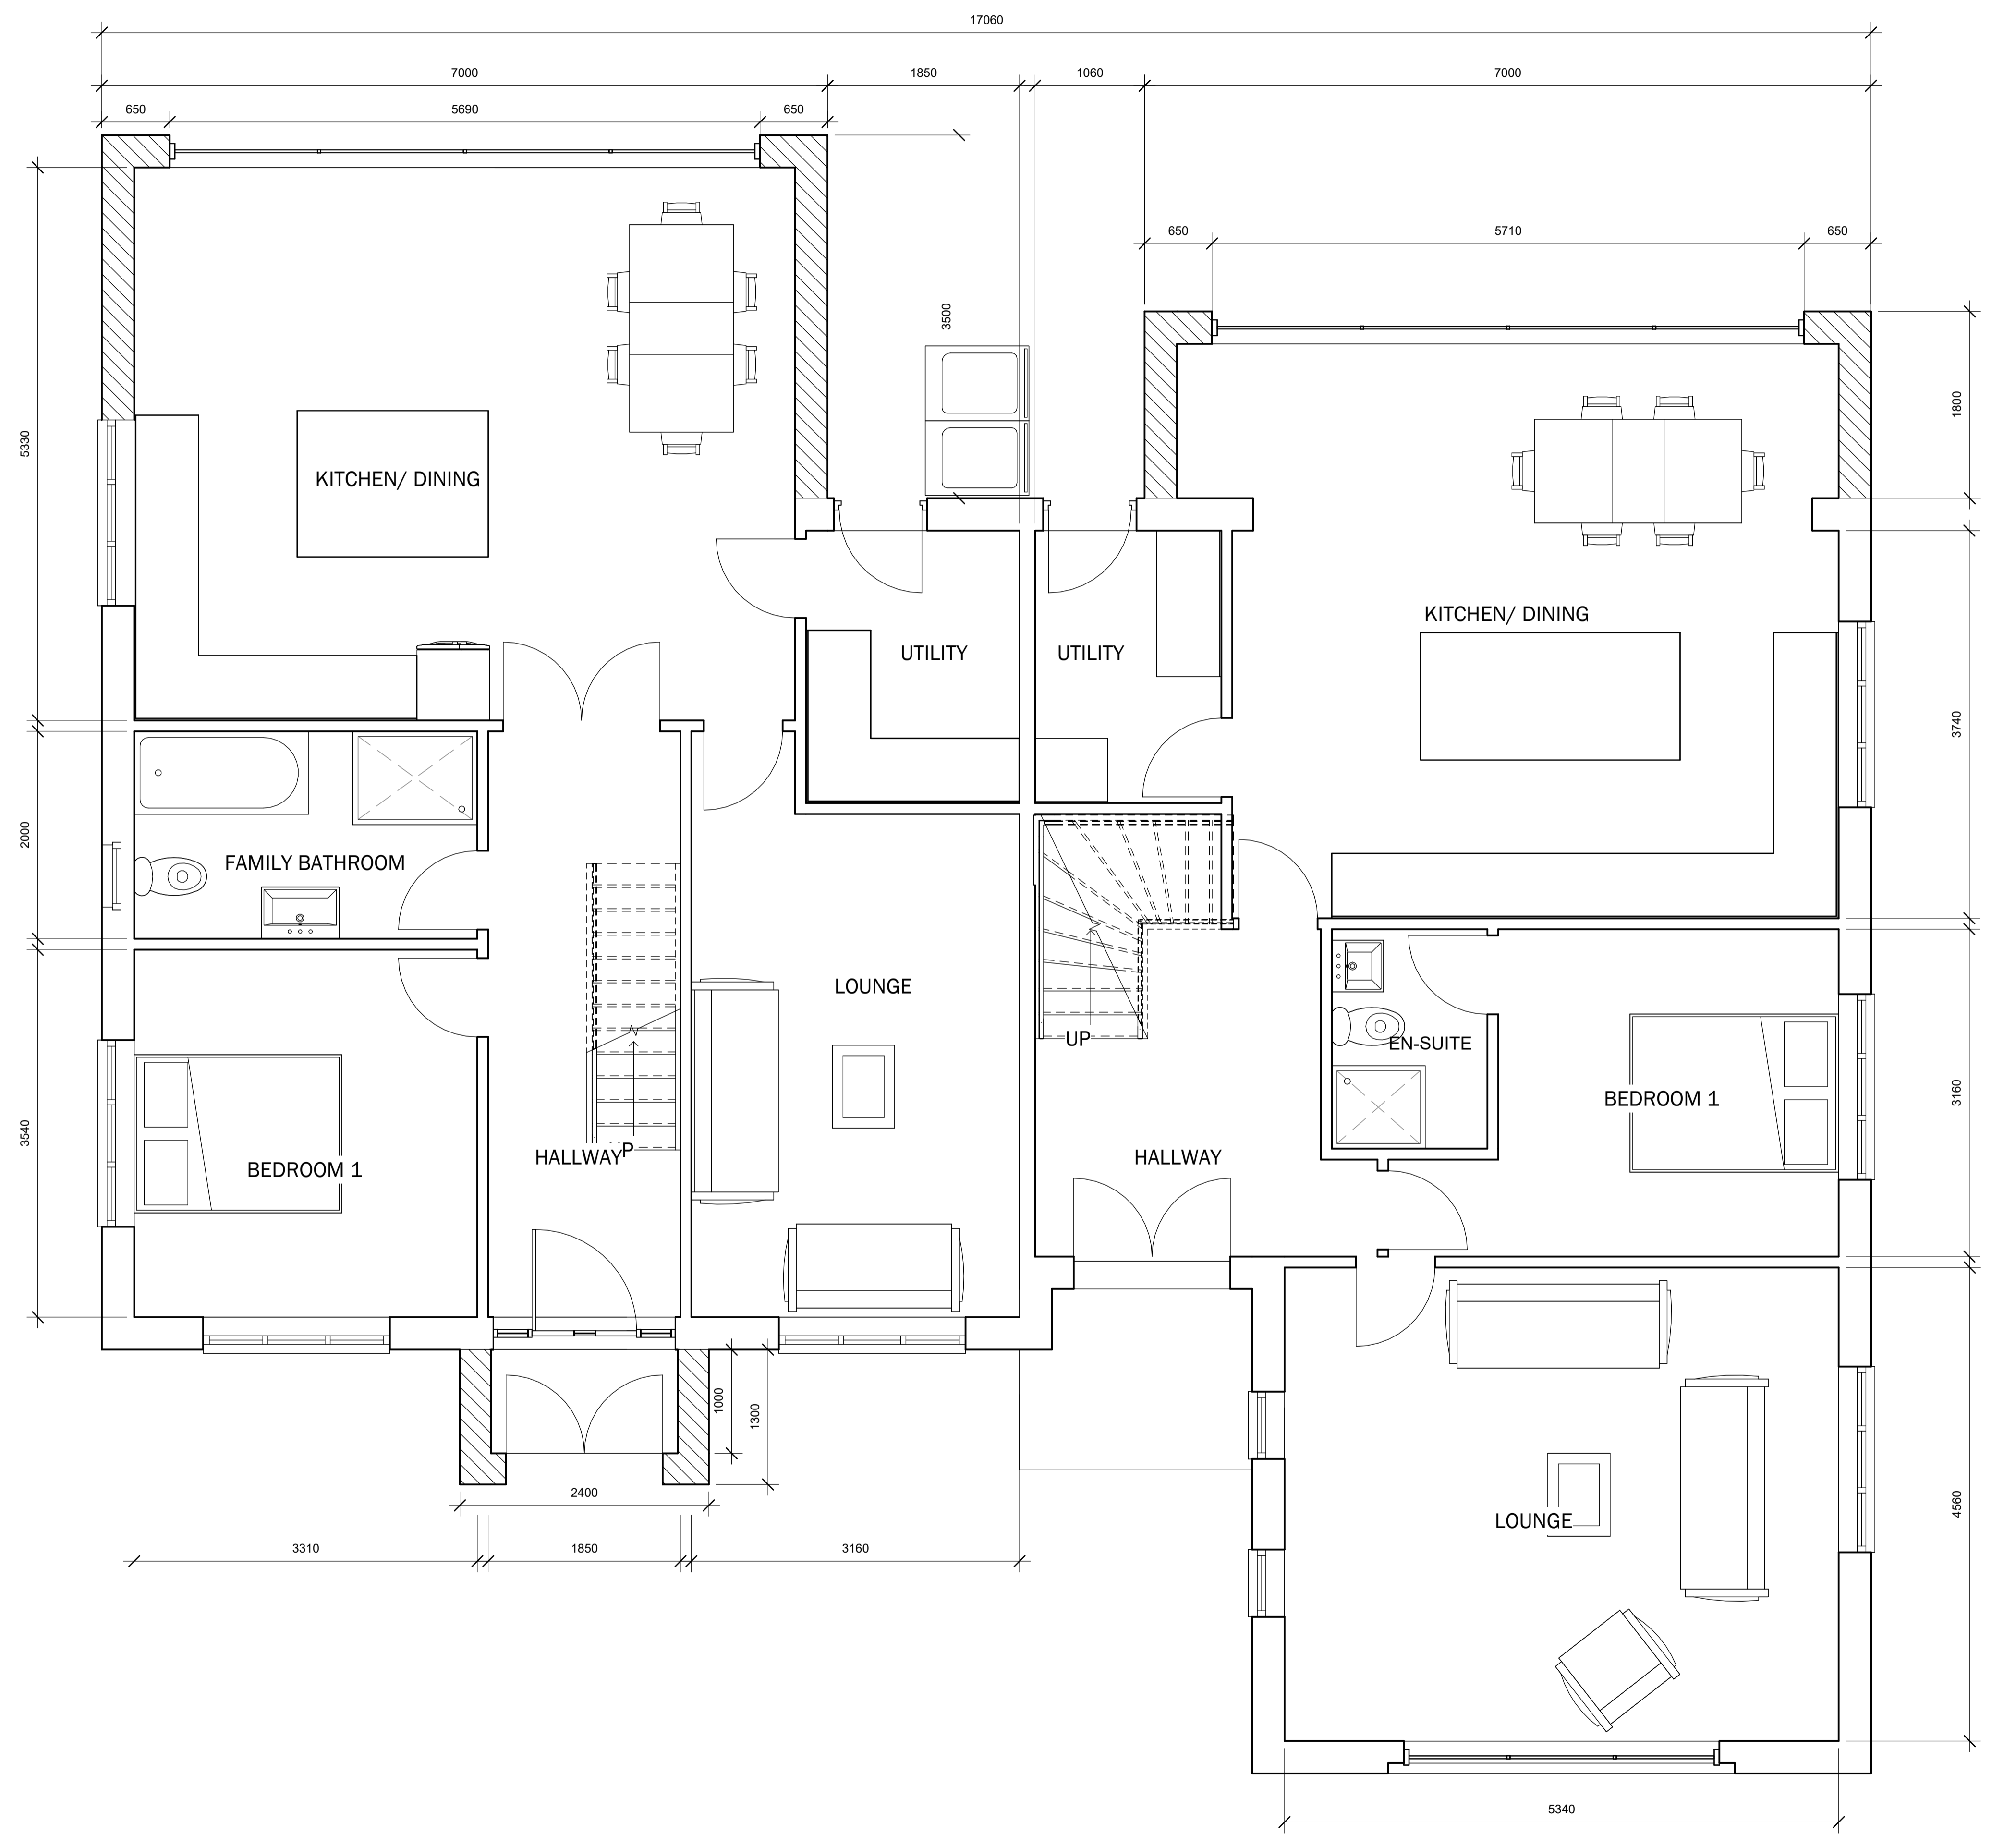 17060
7000
1850
1060
7000
650
5690
650
650
5710
650
3500
1800
5330
KITCHEN/ DINING
KITCHEN/ DINING
UTILITY
UTILITY
3740
2000
FAMILY BATHROOM
LOUNGE
UP
EN-SUITE
3160
BEDROOM 1
3540
BEDROOM 1
HALLWAY
P
HALLWAY
1000
1300
2400
LOUNGE
4560
3310
1850
3160
5340